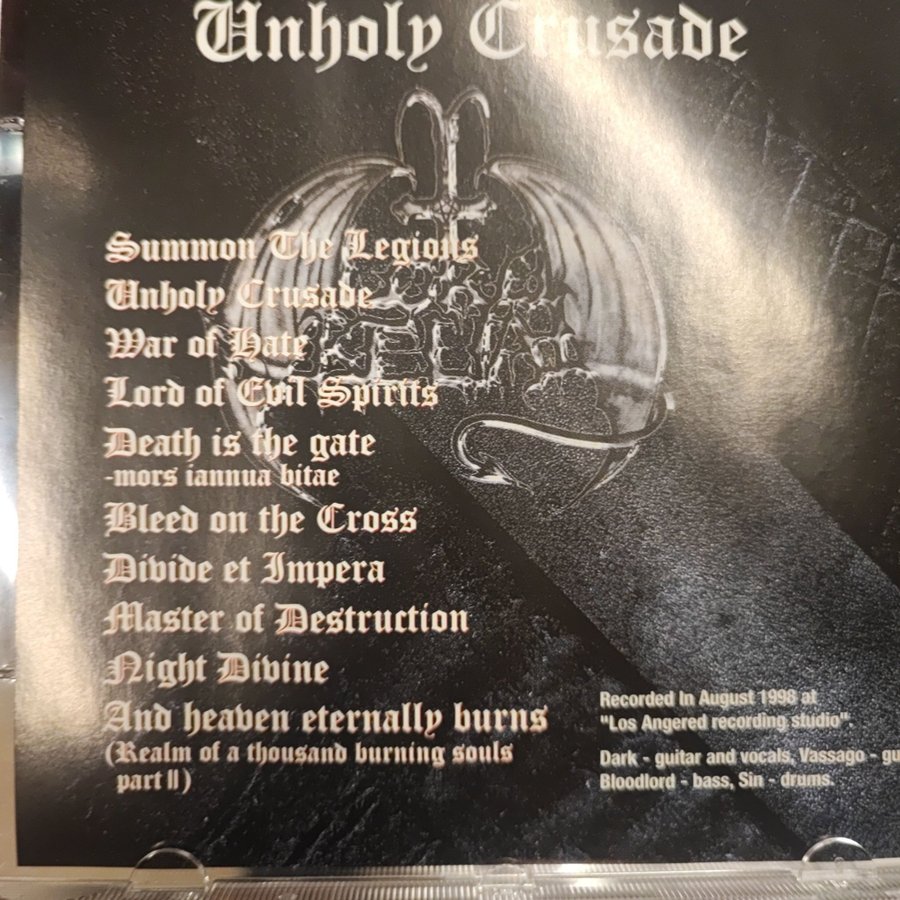 Unholy Crusade
Summon The Legions
Unholy Crusade
War of Hate
Lord of Evil Spirits
Death is the gate
-mors iannua bitae
Bleed on the Cross
Divide et Impera
Master of Destruction
Night Divine
And heaven eternally burns
(Realm of a thousand burning souls
part II)
Recorded In August 1998 at
"Los Angered recording studio".
Dark - guitar and vocals, Vassago - gu
Bloodlord - bass, Sin - drums.